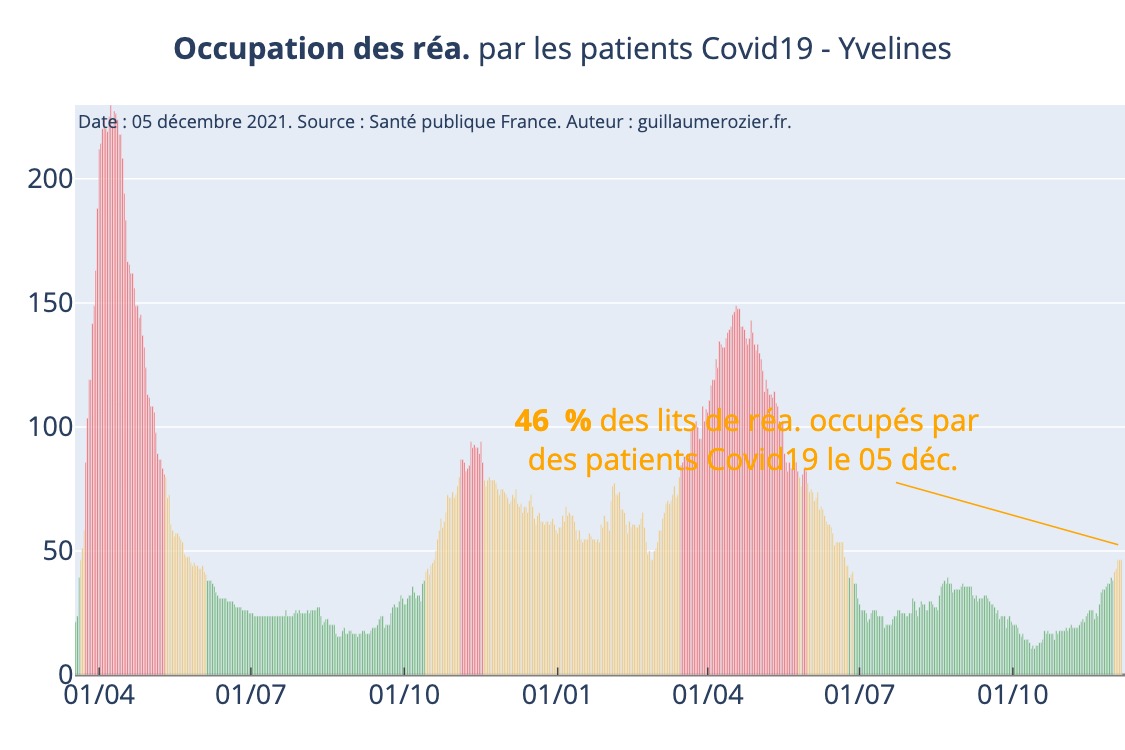 Occupation des réa. par les patients Covid19 - Yvelines
Date : 05 décembre 2021. Source : Santé publique France. Auteur : guillaumerozier.fr.
200
150
100
50
0
46 % des lits de réa. occupés par
des patients Covid19 le 05 déc.
01/04 01/07 01/10 01/01 01/04 01/07 01/10